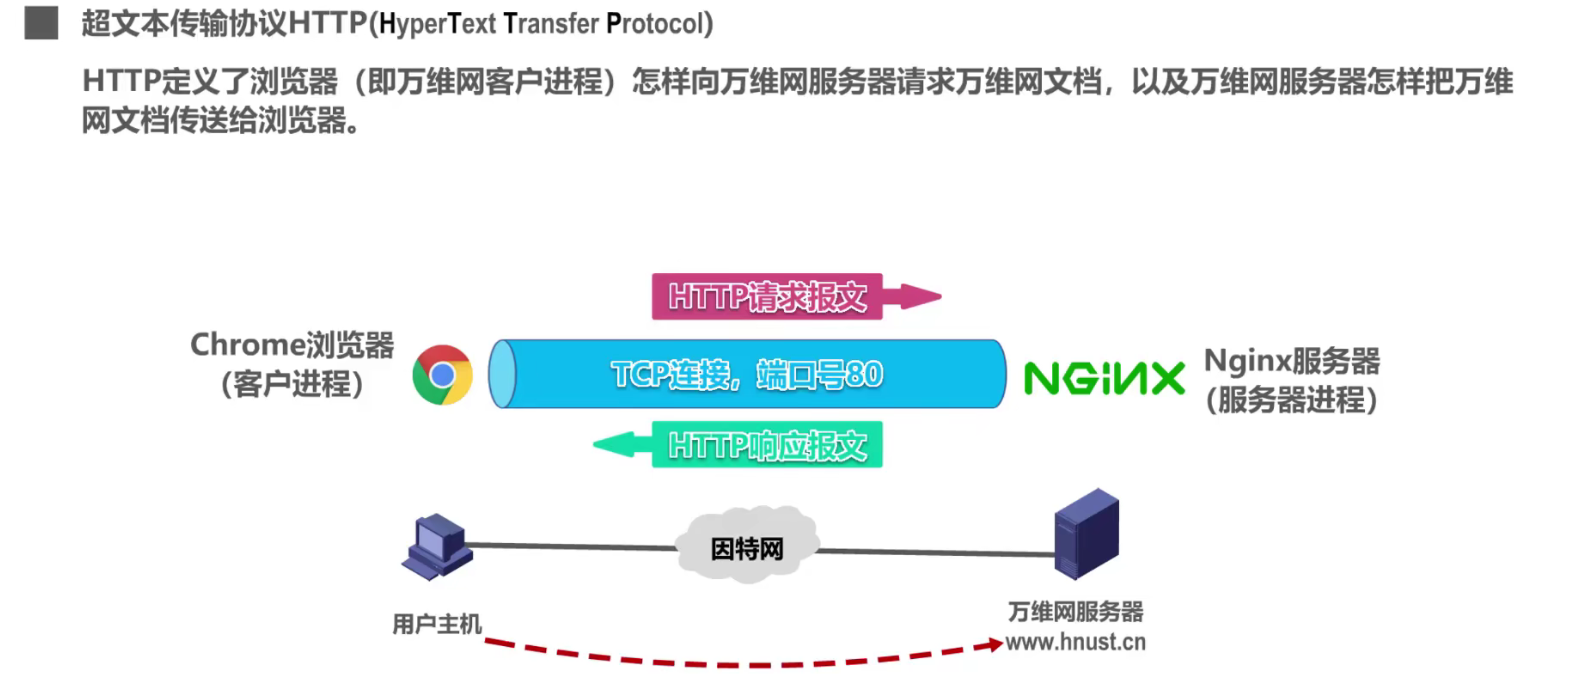 超文本传输协议HTTP(HyperText Transfer Protocol)
HTTP定义了浏览器（即万维网客户进程）怎样向万维网服务器请求万维网文档，以及万维网服务器怎样把万维
网文档传送给浏览器。
HTTP请求报文
Chrome浏览器
（客户进程）
TCP连接，端口号80
NGINX
Nginx服务器
（服务器进程）
HTTP响应报文
因特网
用户主机
万维网服务器
www.hnust.cn